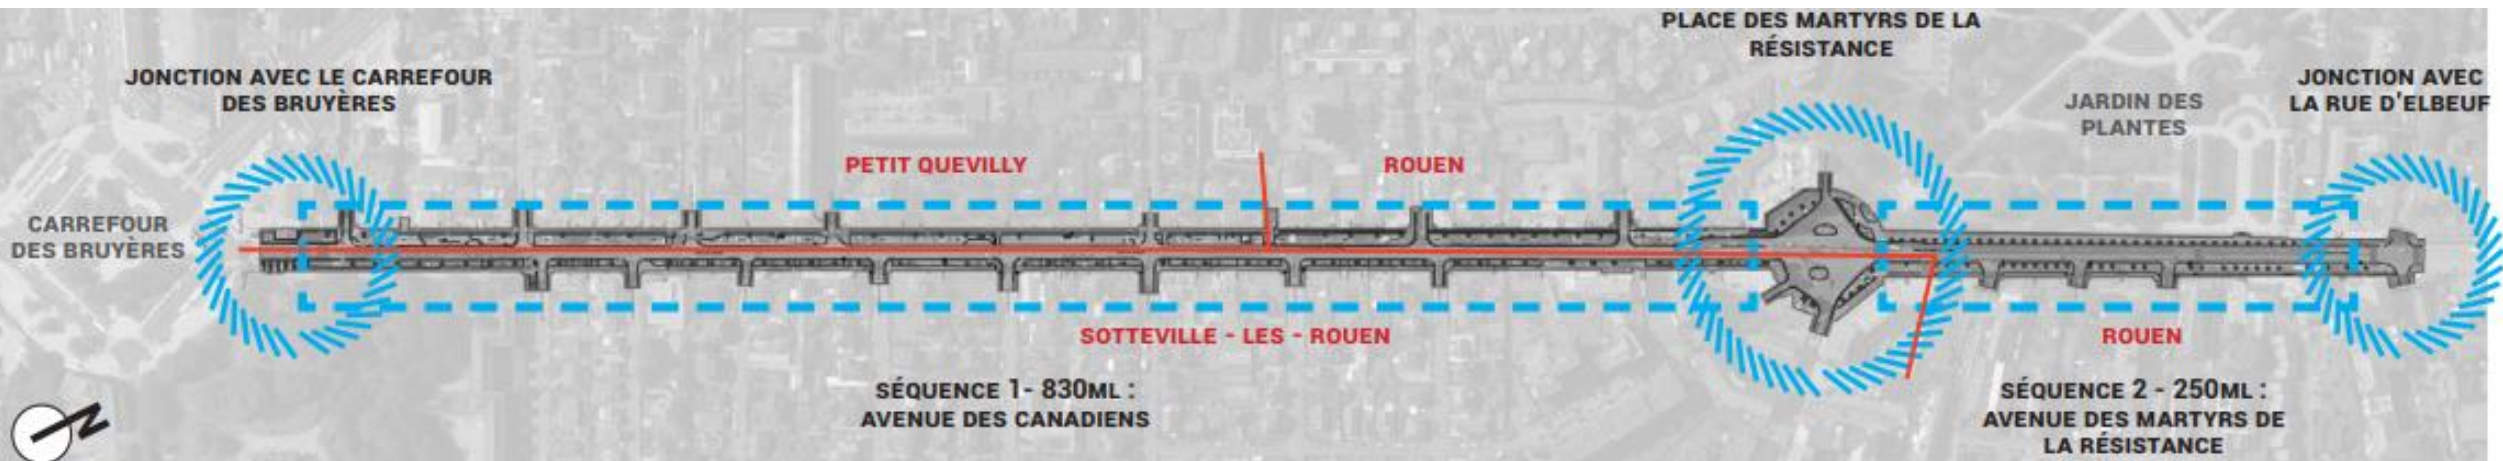 JONCTION AVEC LE CARREFOUR
DES BRUYÈRES
CARREFOUR
DES BRUYÈRES
PETIT QUEVILLY
ROUEN
PLACE DES MARTYRS DE LA
RÉSISTANCE
JARDIN DES
PLANTES
JONCTION AVEC
LA RUE D'ELBEUF
SOTTEVILLE - LES - ROUEN
ROUEN
SÉQUENCE 1- 830ML :
AVENUE DES CANADIENS
SÉQUENCE 2 - 250ML :
AVENUE DES MARTYRS DE
LA RÉSISTANCE
N